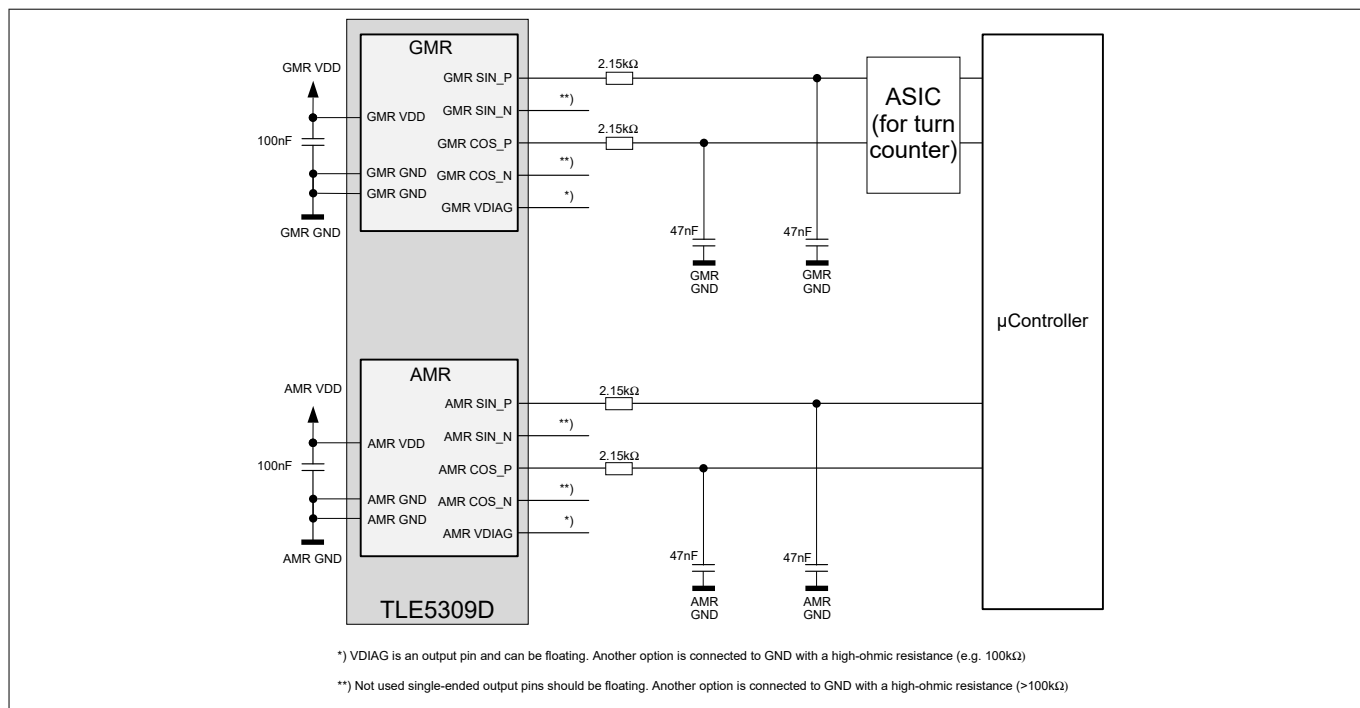 GMR
GMR VDD
GMR SIN_P
2.15kΩ
ASIC
(for turn
counter)
GMR VDD
GMR SIN_N
**)
100nF
GMR COS_P
2.15kΩ
GMR GND
GMR COS_N
**)
GMR GND
GMR VDIAG
*)
GMR GND
47nF
47nF
GMR
GND
GMR
GND
µController
AMR
AMR VDD
AMR SIN_P
2.15kΩ
AMR VDD
AMR SIN_N
**)
100nF
AMR COS_P
2.15kΩ
AMR GND
AMR COS_N
**)
AMR GND
AMR VDIAG
*)
AMR GND
47nF
47nF
AMR
GND
AMR
GND
TLE5309D
*) VDIAG is an output pin and can be floating. Another option is connected to GND with a high-ohmic resistance (e.g. 100kΩ)
**) Not used single-ended output pins should be floating. Another option is connected to GND with a high-ohmic resistance (>100kΩ)